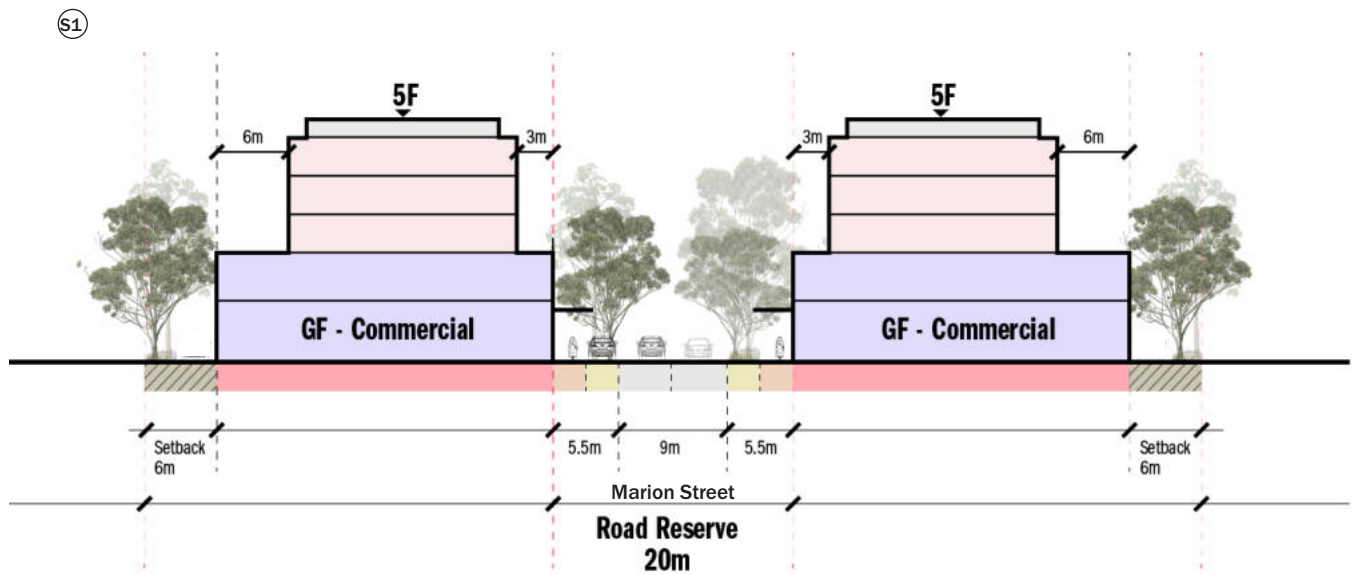 S1
5F
5F
6m
3m
3m
6m
GF - Commercial
GF - Commercial
Setback
6m
5.5m
9m
5.5m
Setback
6m
Marion Street
Road Reserve
20m